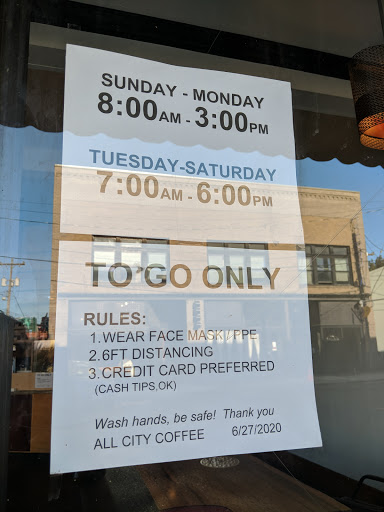 SUNDAY - MONDAY
8:00AM - 3:00PM
TUESDAY-SATURDAY
7:00AM - 6:00PM
TO GO ONLY
RULES:
1. WEAR FACE MASK / PPE
2. 6FT DISTANCING
3. CREDIT CARD PREFERRED
(CASH TIPS,OK)
Wash hands, be safe! Thank you
ALL CITY COFFEE 6/27/2020